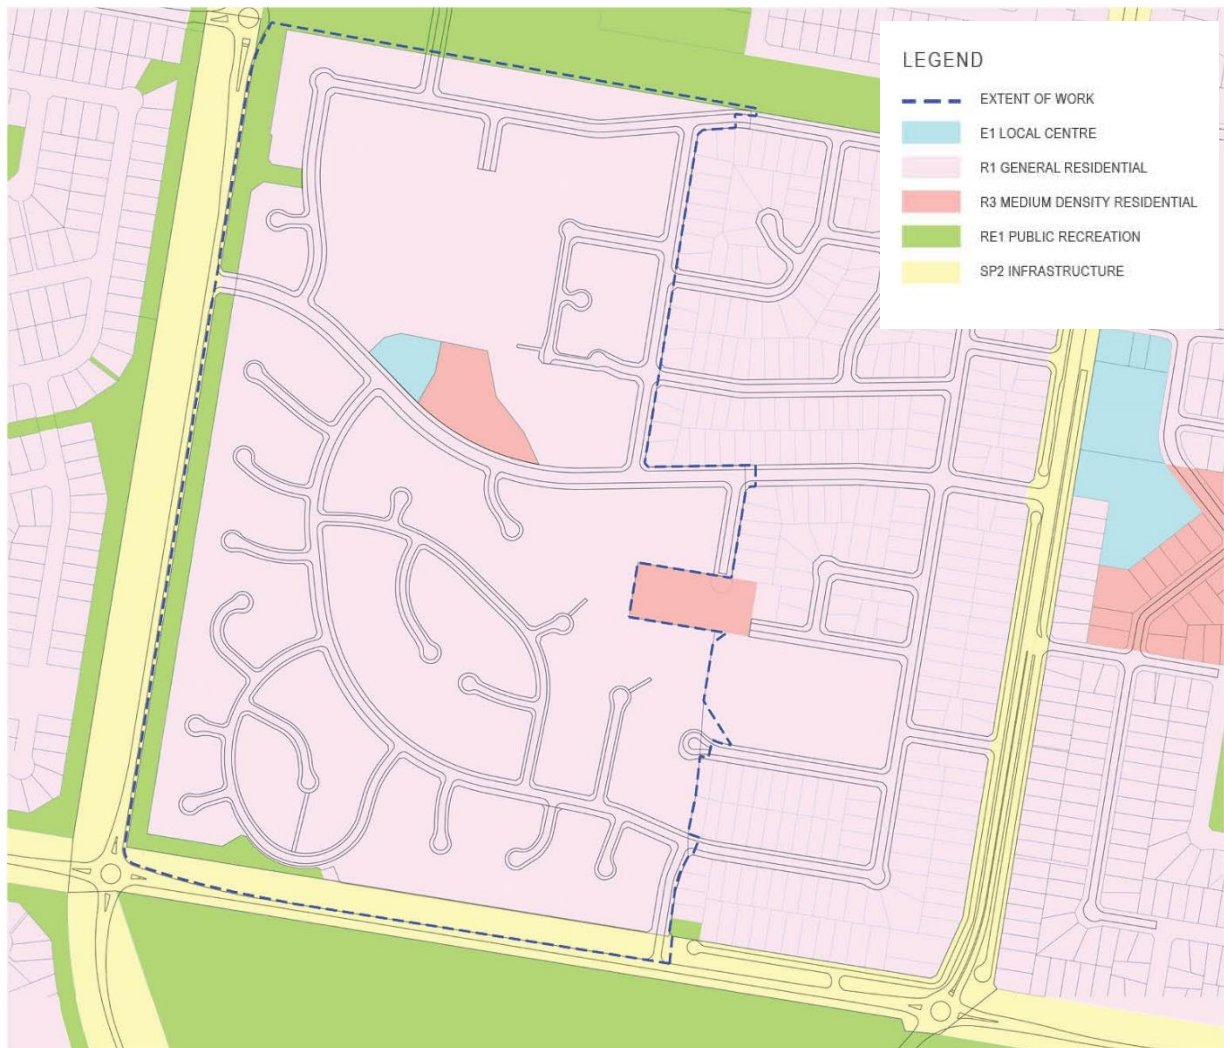 LEGEND
EXTENT OF WORK
E1 LOCAL CENTRE
R1 GENERAL RESIDENTIAL
R3 MEDIUM DENSITY RESIDENTIAL
RE1 PUBLIC RECREATION
SP2 INFRASTRUCTURE